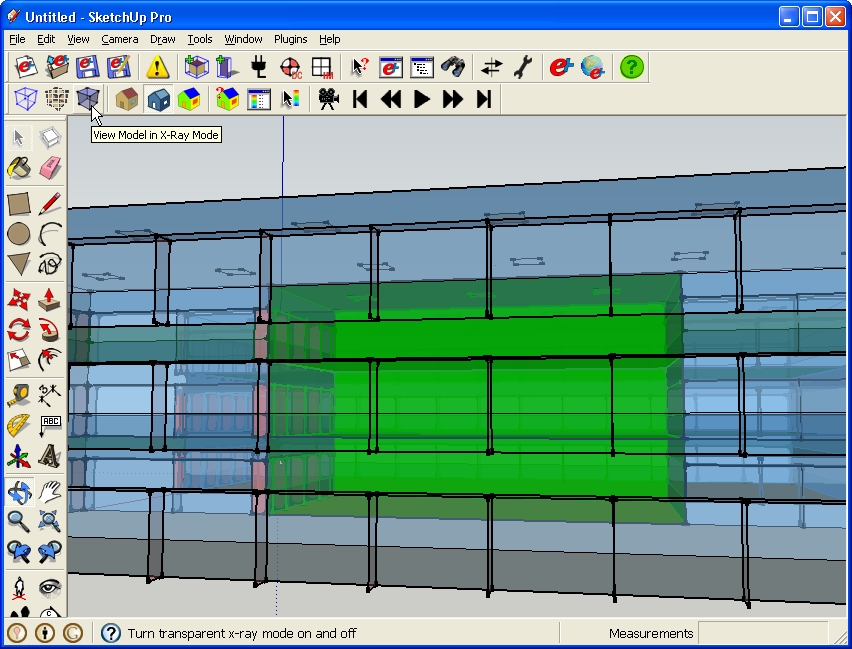 Untitled - SketchUp Pro
File Edit View Camera Draw Tools Window Plugins Help
View Model in X-Ray Mode
ABC
Turn transparent x-ray mode on and off
Measurements